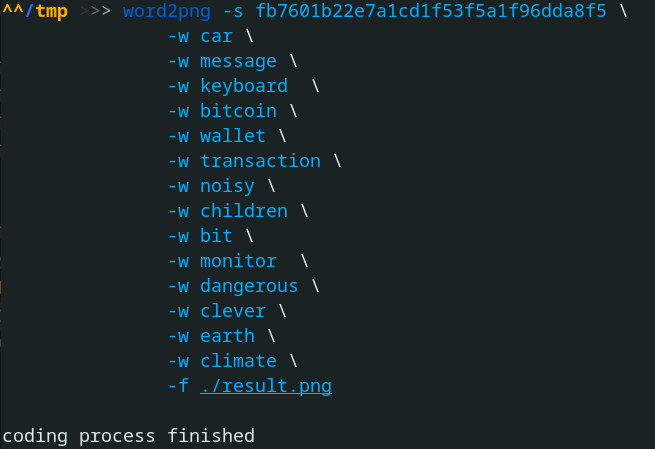 ^^/tmp >>> word2png -s fb7601b22e7a1cd1f53f5a1f96dda8f5 \
-w car \
-w message \
-w keyboard  \
-w bitcoin \
-w wallet \
-w transaction \
-w noisy \
-w children \
-w bit \
-w monitor  \
-w dangerous \
-w clever \
-w earth \
-w climate \
-f ./result.png
coding process finished